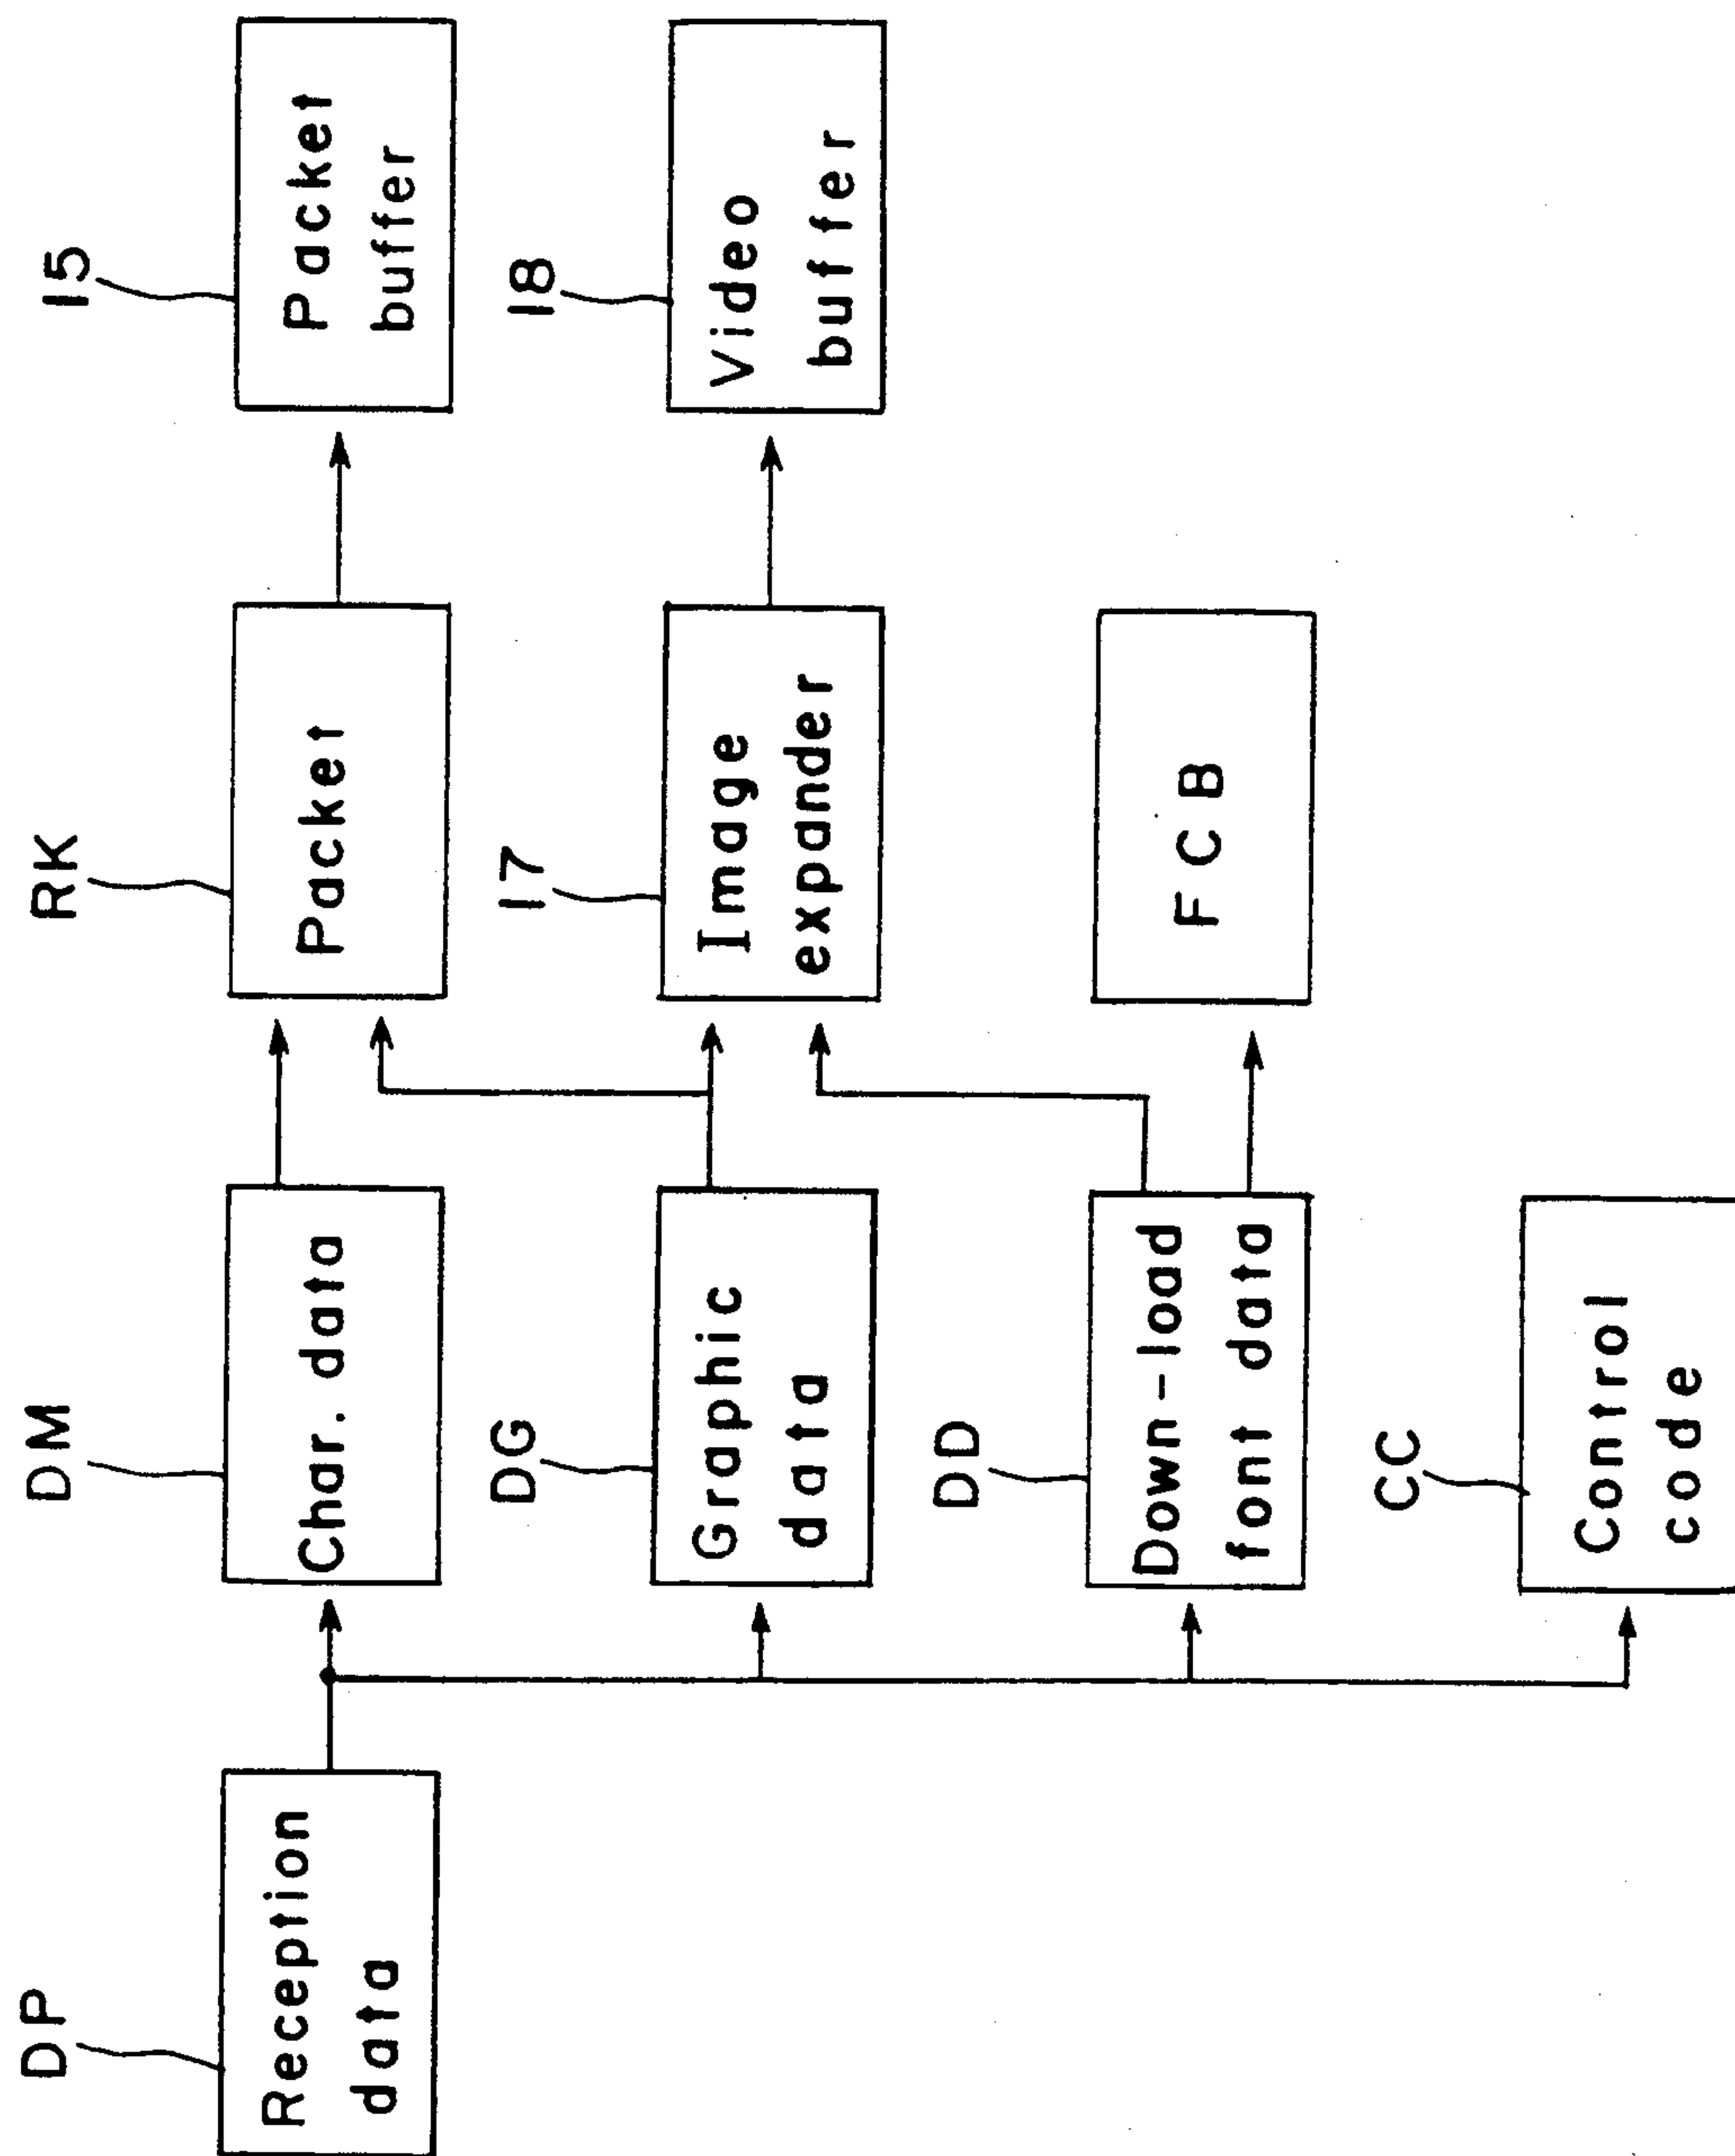 DP
Reception
data
DM
Char. data
DG
Graphic
data
DD
Down-load
font data
CC
Control
code
RK
Packet
17
Image
expander
FCB
15
Packet
buffer
18
Video
buffer